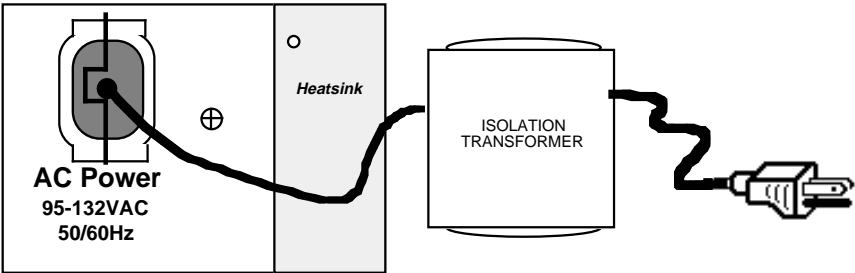 AC Power
95-132VAC
50/60Hz
Heatsink
ISOLATION
TRANSFORMER